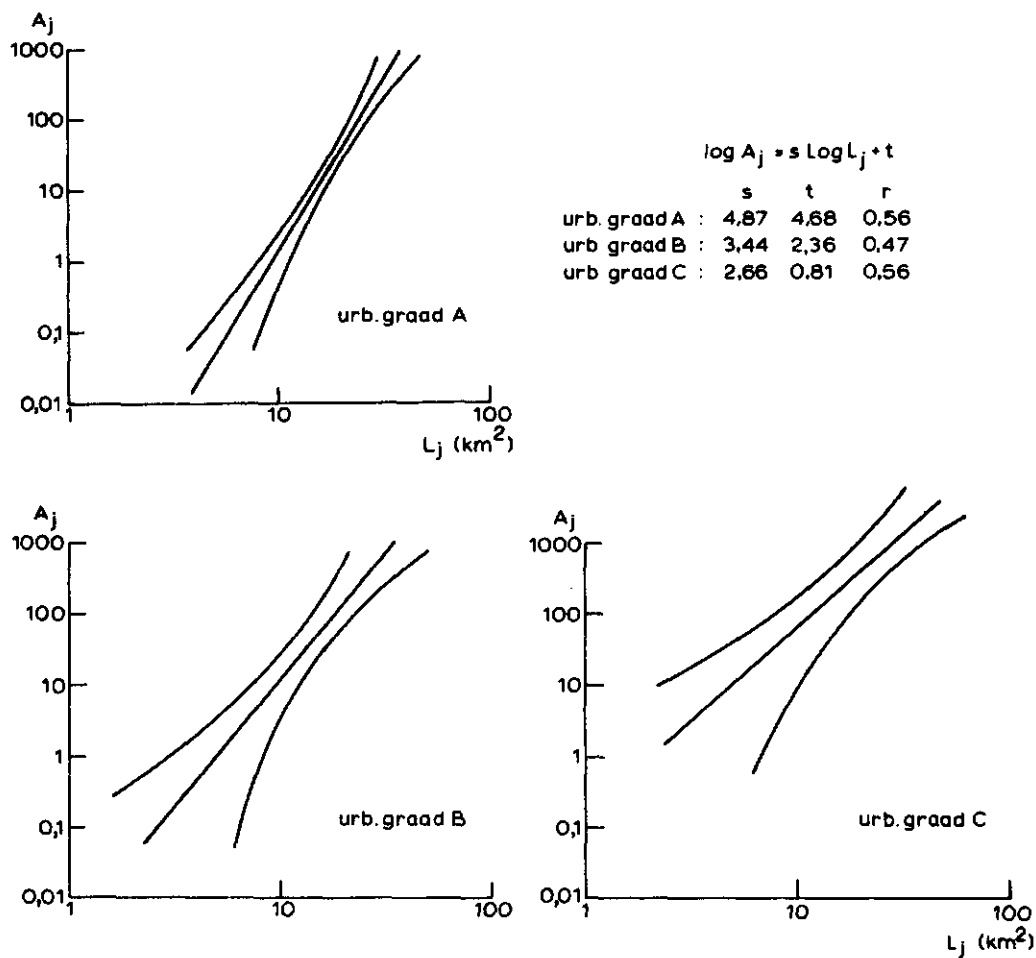 A_j
1000
100
10
1
0,1
0,01
1
10
100
L_j (km²)
urb. graad A
log A_j = s Log L_j + t
s t r
urb. graad A : 4,87 4,68 0,56
urb. graad B : 3,44 2,36 0,47
urb graad C : 2,66 0,81 0,56
A_j
1000
100
10
1
0,1
0,01
1
10
100
urb. graad B
A_j
1000
100
10
1
0,1
0,01
1
10
100
L_j (km²)
urb. graad C